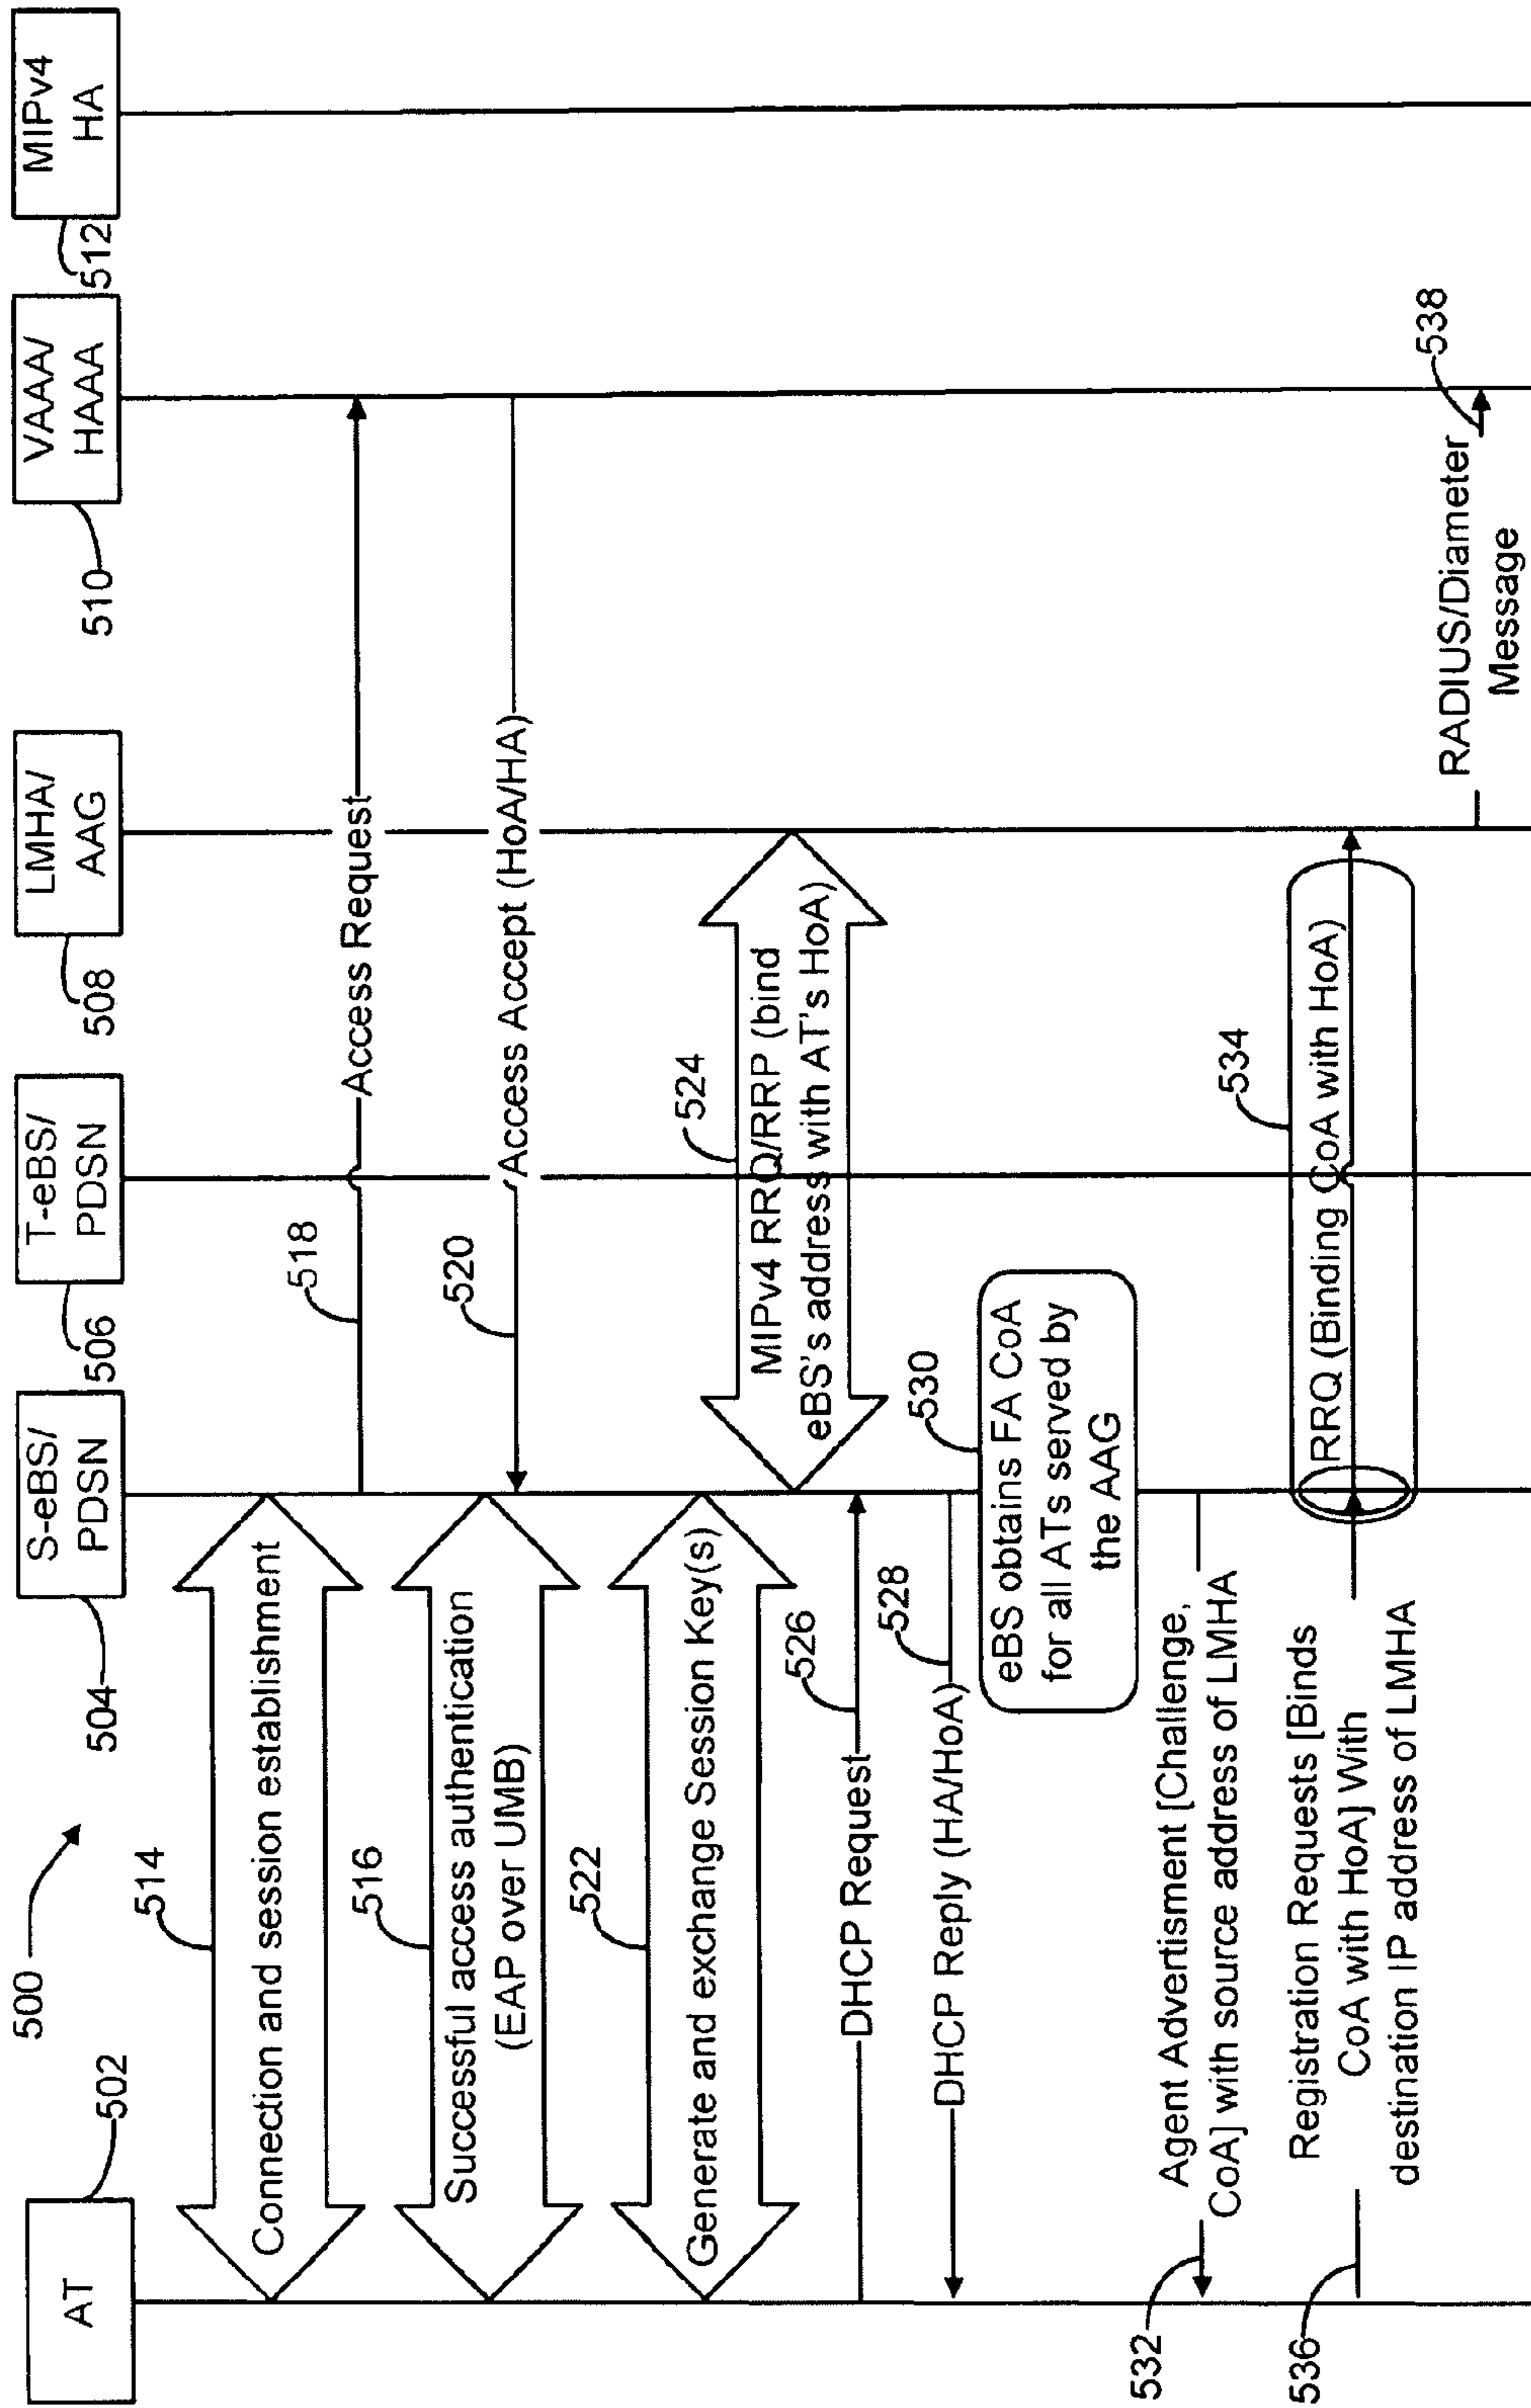 500
AT
502
S-eBS/
PDSN
504
T-eBS/
PDSN
506
LMHA/
AAG
508
VAAA/
HAAA
510
MIPv4
HA
512
514
Connection and session establishment
516
Successful access authentication
(EAP over UMB)
518
Access Request
520
Access Accept (HoA/HA)
522
Generate and exchange Session Key(s)
524
MIPv4 RRQ/RRP (bind
eBS's address with AT's HoA)
526
DHCP Request
528
DHCP Reply (HA/HoA)
530
eBS obtains FA CoA
for all ATs served by
the AAG
532
Agent Advertisment [Challenge,
CoA] with source address of LMHA
534
RRQ (Binding CoA with HoA)
536
Registration Requests [Binds
CoA with HoA] With
destination IP address of LMHA
538
RADIUS/Diameter
Message